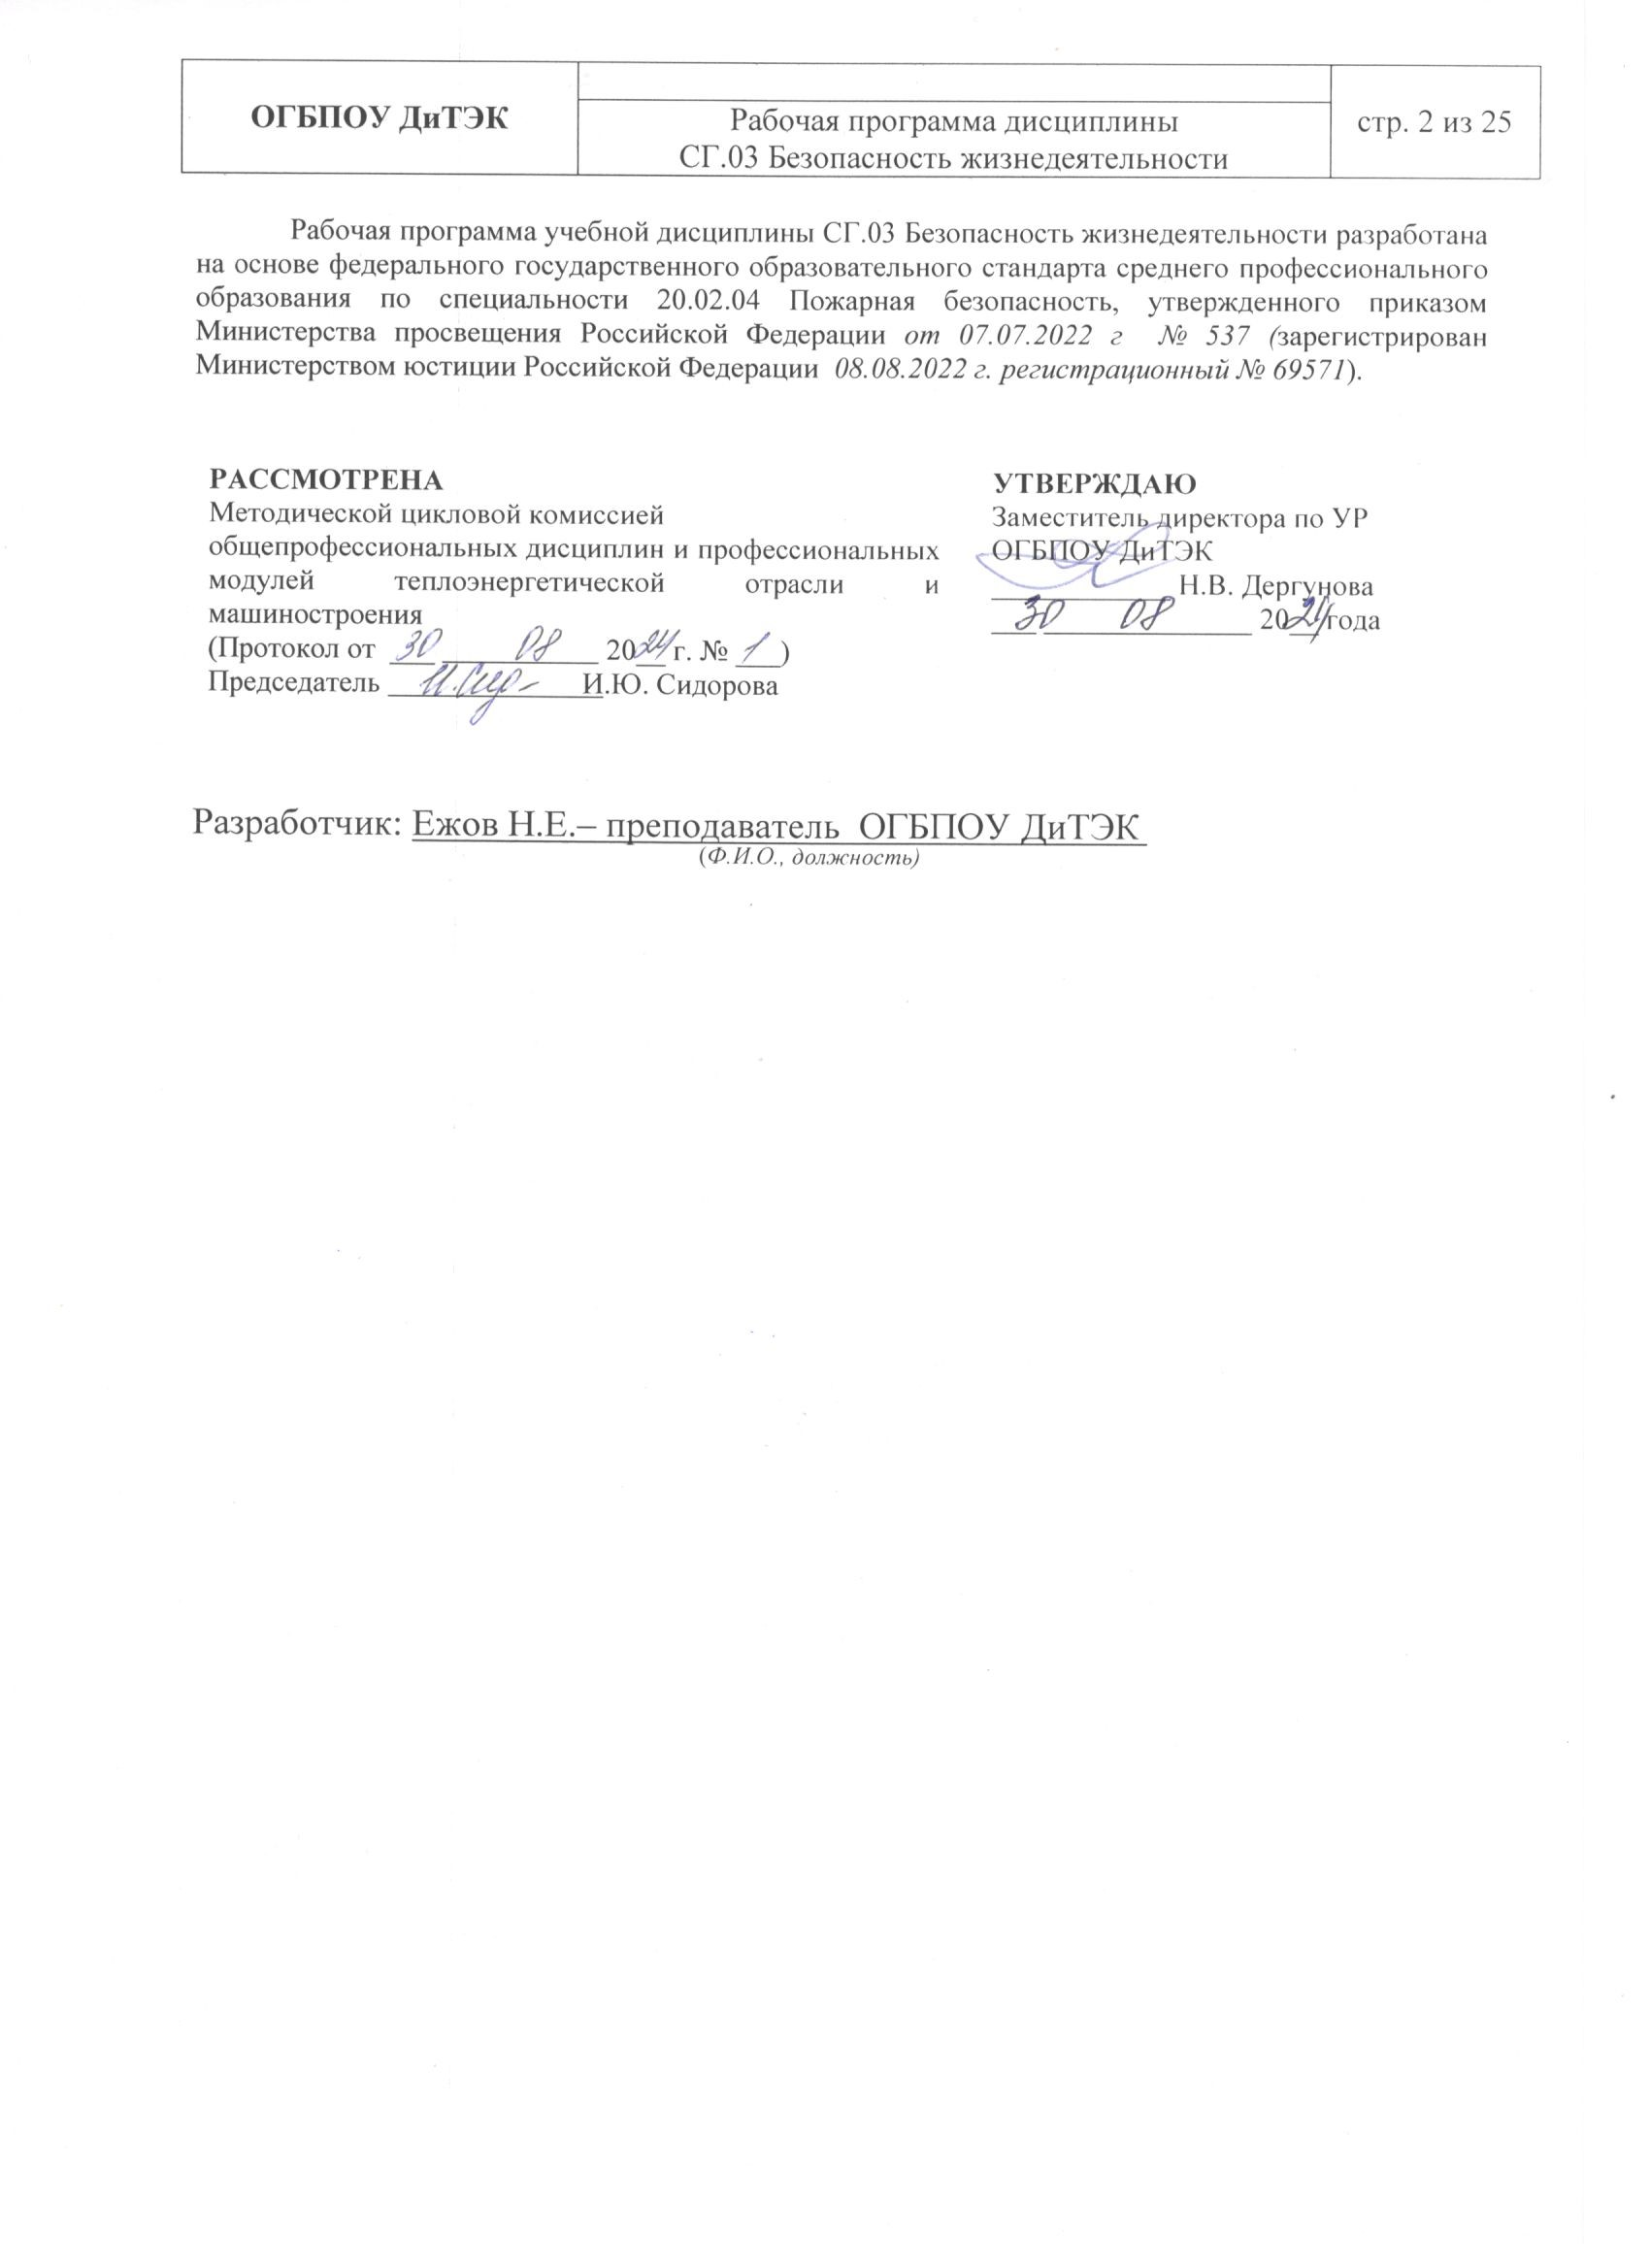 ОГБПОУ ДиТЭК
Рабочая программа дисциплины
СГ.03 Безопасность жизнедеятельности
стр. 2 из 25
Рабочая программа учебной дисциплины СГ.03 Безопасность жизнедеятельности разработана
на основе федерального государственного образовательного стандарта среднего профессионального
образования по специальности 20.02.04 Пожарная безопасность, утвержденного приказом
Министерства просвещения Российской Федерации от 07.07.2022 г № 537 (зарегистрирован
Министерством юстиции Российской Федерации 08.08.2022 г. регистрационный № 69571).
РАССМОТРЕНА
Методической цикловой комиссией
общепрофессиональных дисциплин и профессиональных
модулей теплоэнергетической отрасли и
машиностроения
(Протокол от 30 08 2024 г. № 1)
Председатель И.Ю. Сидорова
УТВЕРЖДАЮ
Заместитель директора по УР
ОГБПОУ ДиТЭК
Н.В. Дергунова
30 08 2024 года
Разработчик: Ежов Н.Е.– преподаватель ОГБПОУ ДиТЭК
(Ф.И.О., должность)